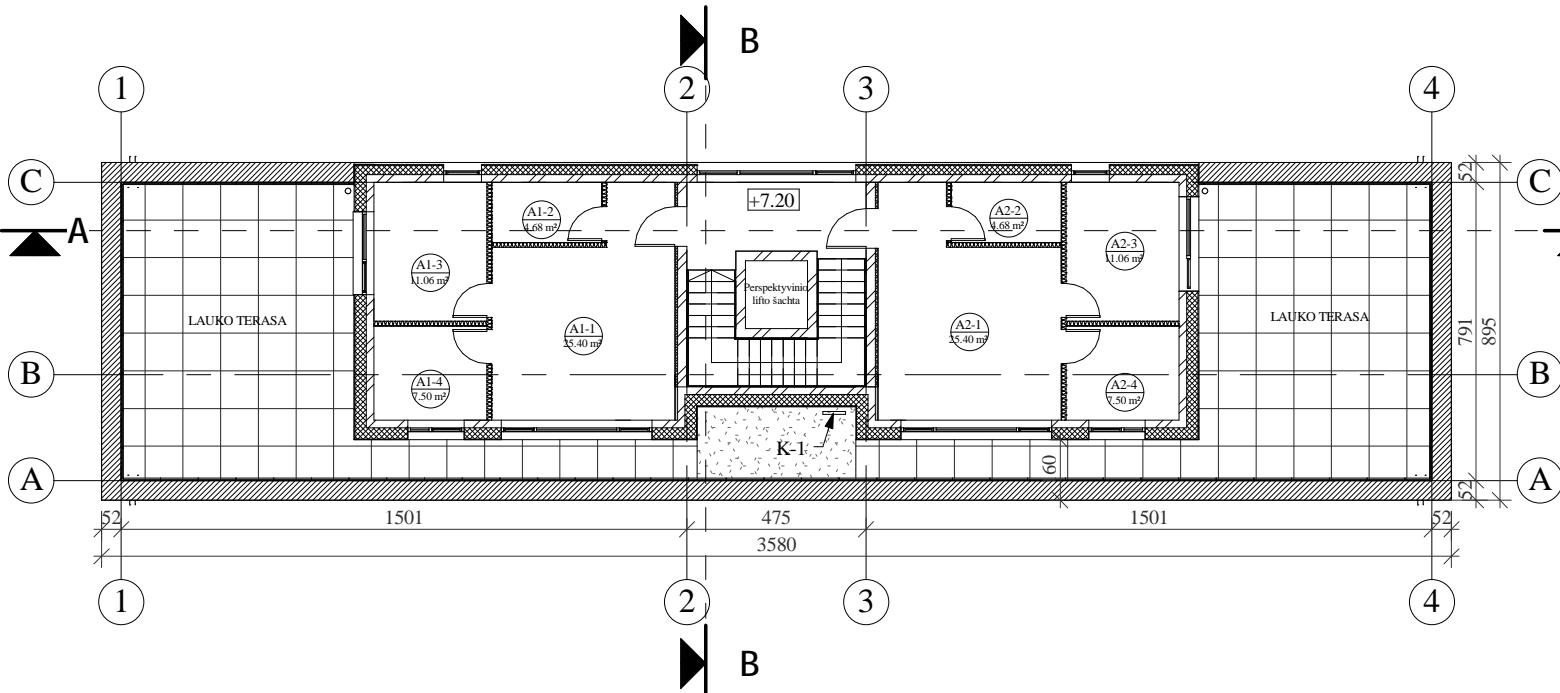 B
1
2
3
4
C
C
52
+7.20
A1-2
4.68 m²
A2-2
4.68 m²
A
A1-3
11.06 m²
A2-3
11.06 m²
Perspektyvinio
lifto šachta
LAUKO TERASA
LAUKO TERASA
A1-1
25.40 m²
A2-1
25.40 m²
791
895
B
B
A1-4
7.50 m²
A2-4
7.50 m²
K-1
60
A
A
52
52
1501
475
1501
52
3580
1
2
3
4
B